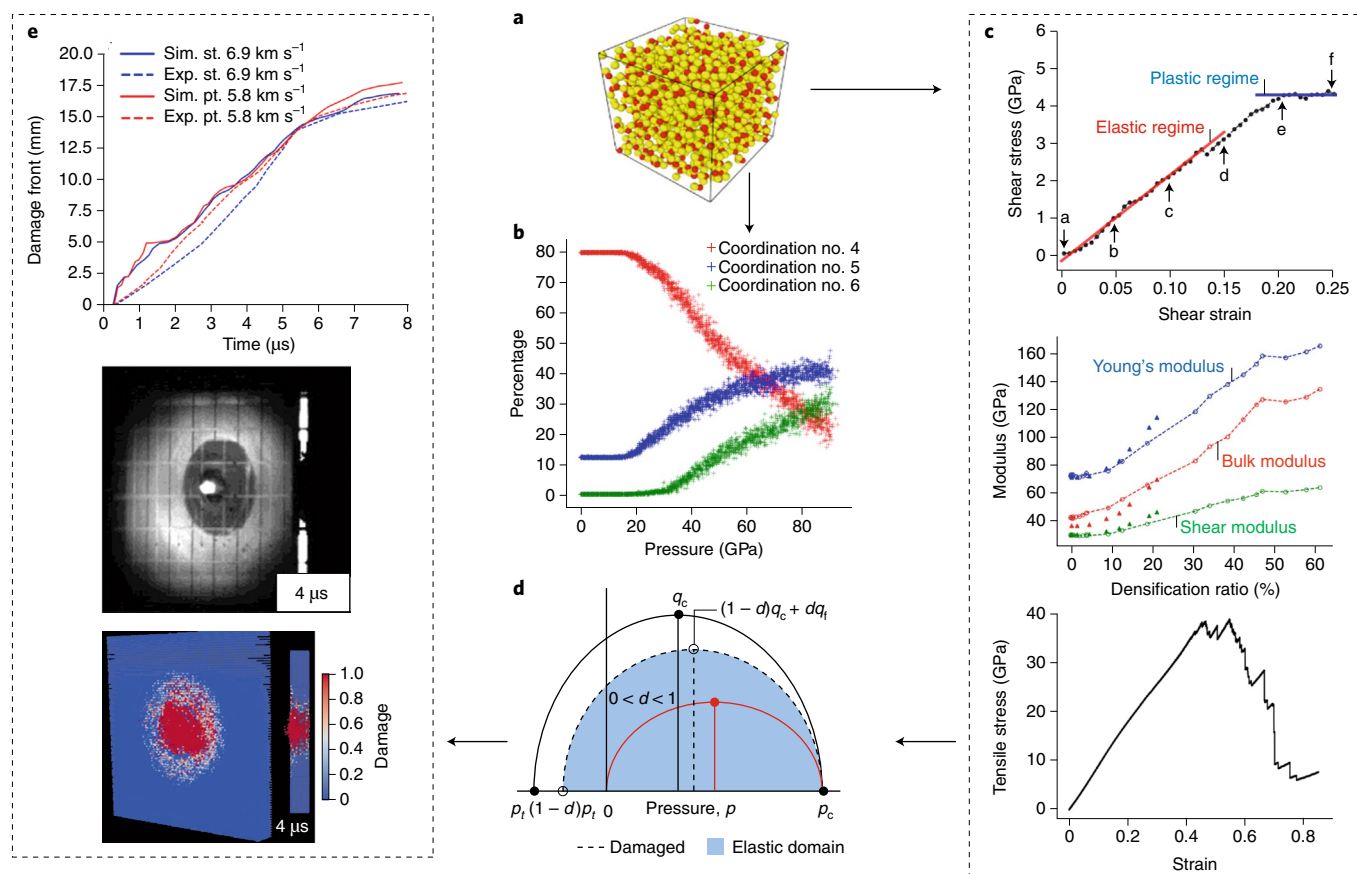 e
Sim. st. 6.9 km s⁻¹
Exp. st. 6.9 km s⁻¹
Sim. pt. 5.8 km s⁻¹
Exp. pt. 5.8 km s⁻¹
Damage front (mm)
20.0
17.5
15.0
12.5
10.0
7.5
5.0
2.5
0
0 1 2 3 4 5 6 7 8
Time (μs)
4 μs
1.0
0.8
0.6
0.4
0.2
0
Damage
4 μs
a
b
Coordination no. 4
Coordination no. 5
Coordination no. 6
Percentage
80
70
60
50
40
30
20
10
0
0 20 40 60 80
Pressure (GPa)
d
q_c
(1 – d)q_c + dq_f
0 < d < 1
p_t (1 – d)p_t 0 Pressure, p p_c
Damaged Elastic domain
c
Shear stress (GPa)
6
5
4
3
2
1
0
Plastic regime
Elastic regime
a
b
c
d
e
f
0 0.05 0.10 0.15 0.20 0.25
Shear strain
Modulus (GPa)
160
140
120
100
80
60
40
Young's modulus
Bulk modulus
Shear modulus
0 10 20 30 40 50 60
Densification ratio (%)
Tensile stress (GPa)
40
30
20
10
0
0 0.2 0.4 0.6 0.8
Strain